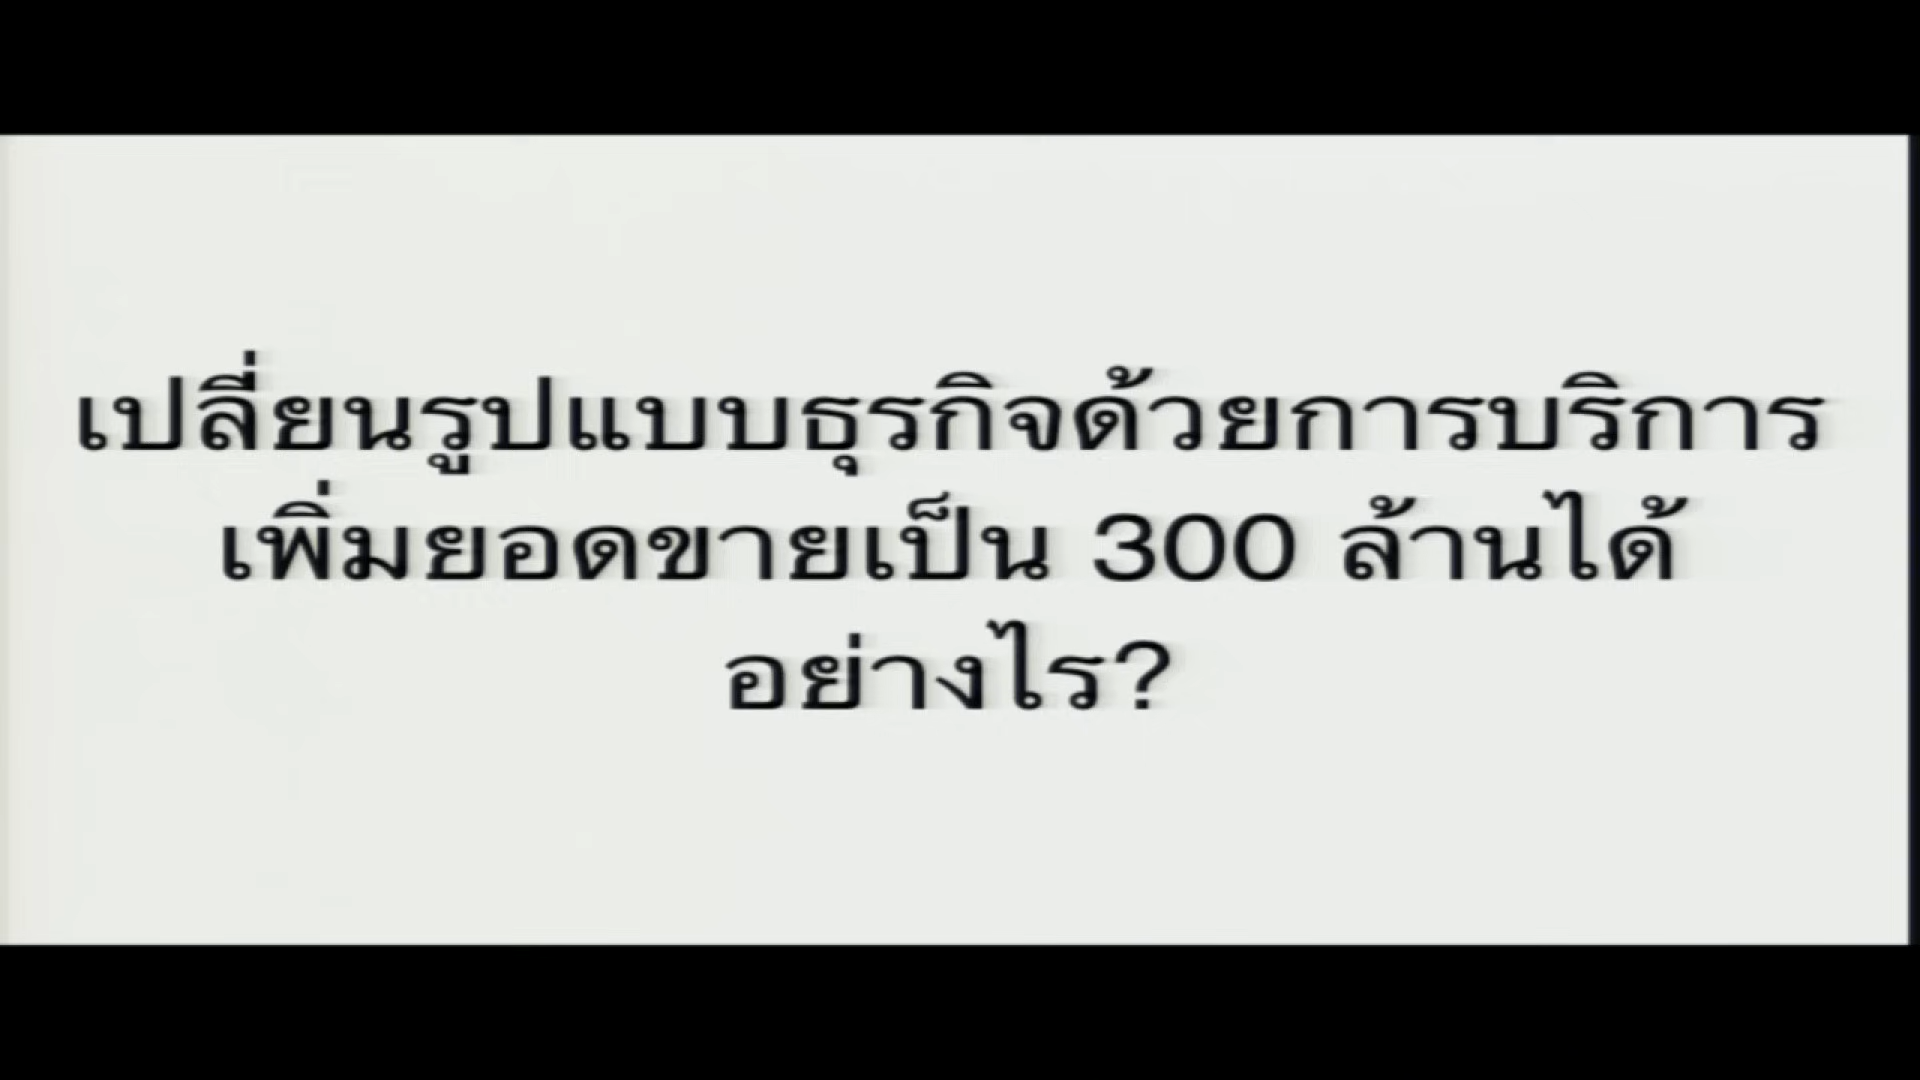 เปลี่ยนรูปแบบธุรกิจด้วยการบริการ
เพิ่มยอดขายเป็น 300 ล้านได้
อย่างไร?